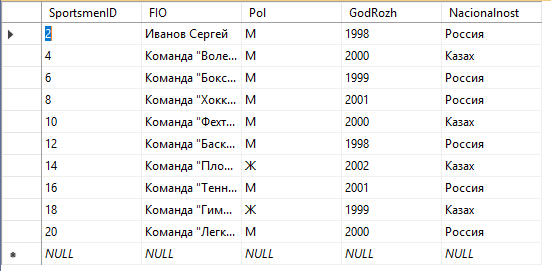 SportsmenID FIO Pol GodRozh Nacionalnost
2 Иванов Сергей М 1998 Россия
4 Команда "Воле... М 2000 Казах
6 Команда "Бокс... М 1999 Россия
8 Команда "Хокк... М 2001 Россия
10 Команда "Фехт... М 2000 Казах
12 Команда "Баск... М 1998 Россия
14 Команда "Пло... Ж 2002 Казах
16 Команда "Тенн... М 2001 Россия
18 Команда "Гим... Ж 1999 Казах
20 Команда "Легк... М 2000 Россия
NULL NULL NULL NULL NULL